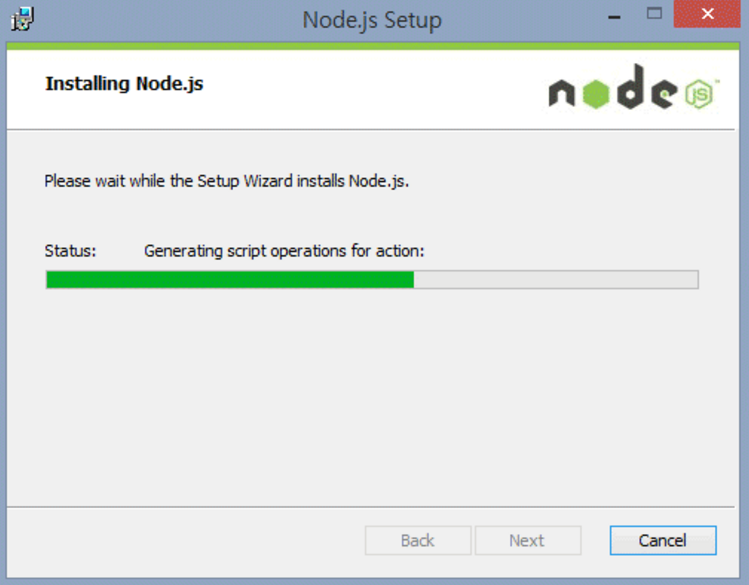 Node.js Setup
Installing Node.js
node JS™
Please wait while the Setup Wizard installs Node.js.
Status: Generating script operations for action:
Back Next Cancel